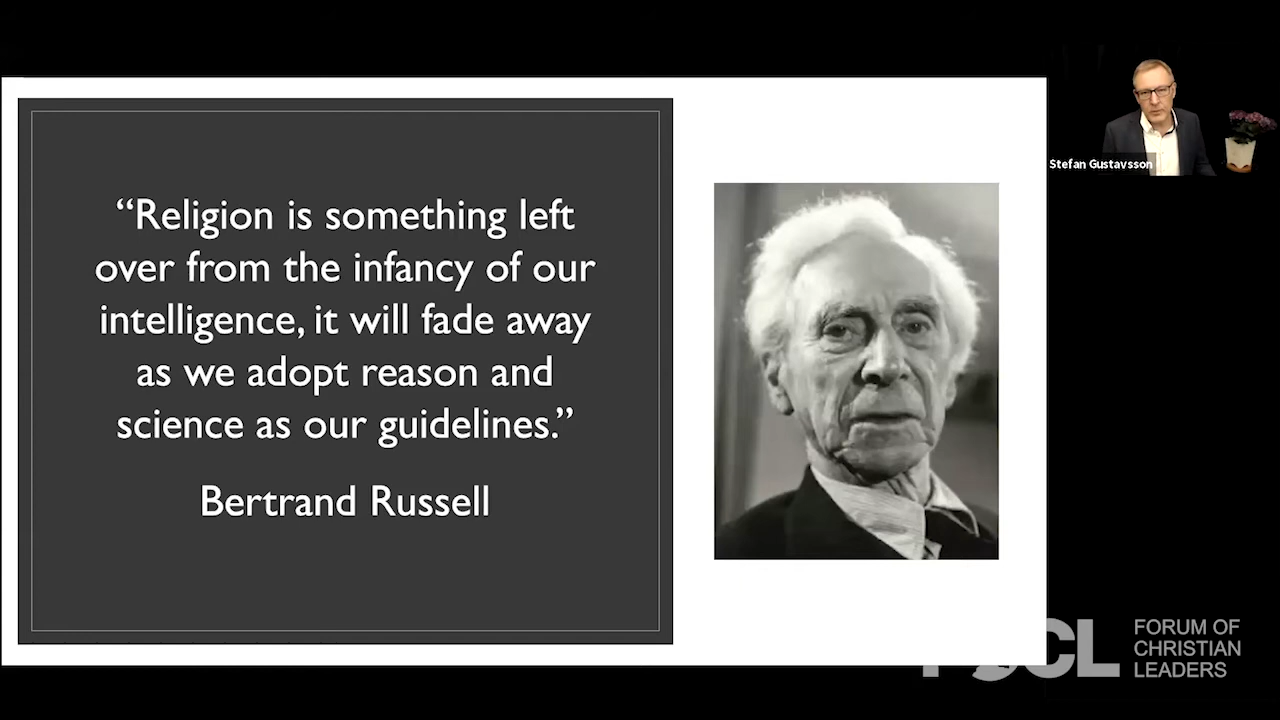 “Religion is something left
over from the infancy of our
intelligence, it will fade away
as we adopt reason and
science as our guidelines.”
Bertrand Russell
Stefan Gustavsson
CL
FORUM OF
CHRISTIAN
LEADERS